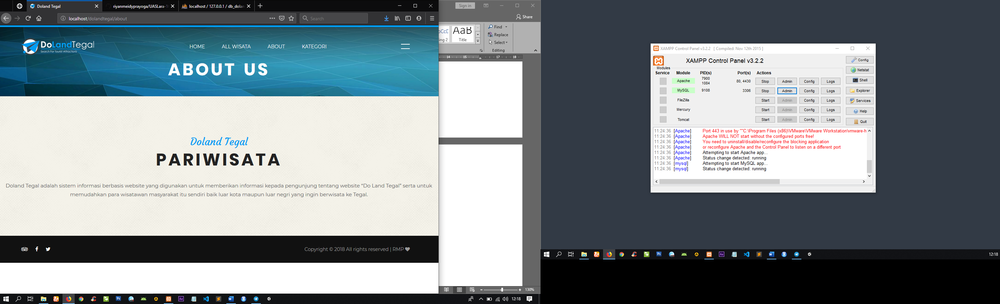 Doland Tegal
riyanmeidyprayoga/UASLara-1
localhost / 127.0.0.1 / db_dolan
localhost/dolandtegal/about
Search
DoLandTegal
Search For Tourist Attractions
HOME
ALL WISATA
ABOUT
KATEGORI
ABOUT US
Doland Tegal
PARIWISATA
Doland Tegal adalah sistem informasi berbasis website yang digunakan untuk memberikan informasi kepada pengunjung tentang website “Do Land Tegal” serta untuk
memudahkan para wisatawan masyarakat itu sendiri baik luar kota maupun luar negri yang ingin berwisata ke Tegal.
Copyright © 2018 All rights reserved | RMP
12:18
Sign in
Share
AaB
ing 2
Title
Find
Replace
Select
Editing
14 15 17 18
130%
XAMPP Control Panel v3.2.2 [ Compiled: Nov 12th 2015 ]
XAMPP Control Panel v3.2.2
Modules
Service Module PID(s) Port(s) Actions
Apache 7900 1084 80, 4430 Stop Admin Config Logs
MySQL 9108 3306 Stop Admin Config Logs
FileZilla Start Admin Config Logs
Mercury Start Admin Config Logs
Tomcat Start Admin Config Logs
Config
Netstat
Shell
Explorer
Services
Help
Quit
11:24:36 [Apache] Port 443 in use by ""C:\Program Files (x86)\VMware\VMware Workstation\vmware-h
11:24:36 [Apache] Apache WILL NOT start without the configured ports free!
11:24:36 [Apache] You need to uninstall/disable/reconfigure the blocking application
11:24:36 [Apache] or reconfigure Apache and the Control Panel to listen on a different port
11:24:36 [Apache] Attempting to start Apache app...
11:24:36 [Apache] Status change detected: running
11:24:36 [mysql] Attempting to start MySQL app...
11:24:36 [mysql] Status change detected: running
12:18